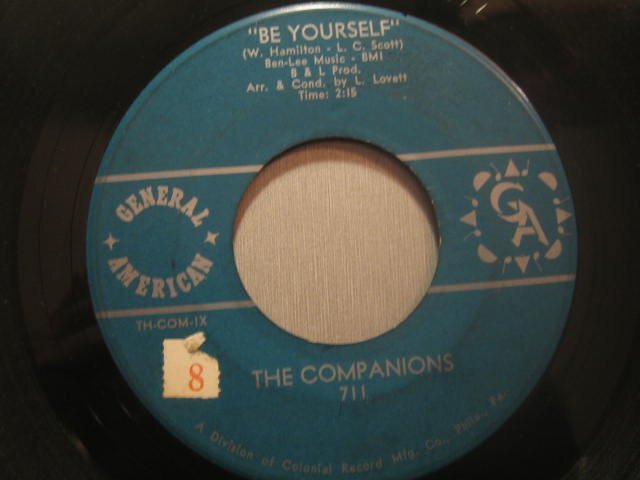 "BE YOURSELF"
(W. Hamilton - L. C. Scott)
Ben-Lee Music - BMI
B & L Prod.
Arr. & Cond. by L. Lovett
Time: 2:15
GENERAL
AMERICAN
GA
TH-COM-IX
8
THE COMPANIONS
711
A Division of Colonial Record Mfg. Co., Phila., Pa.